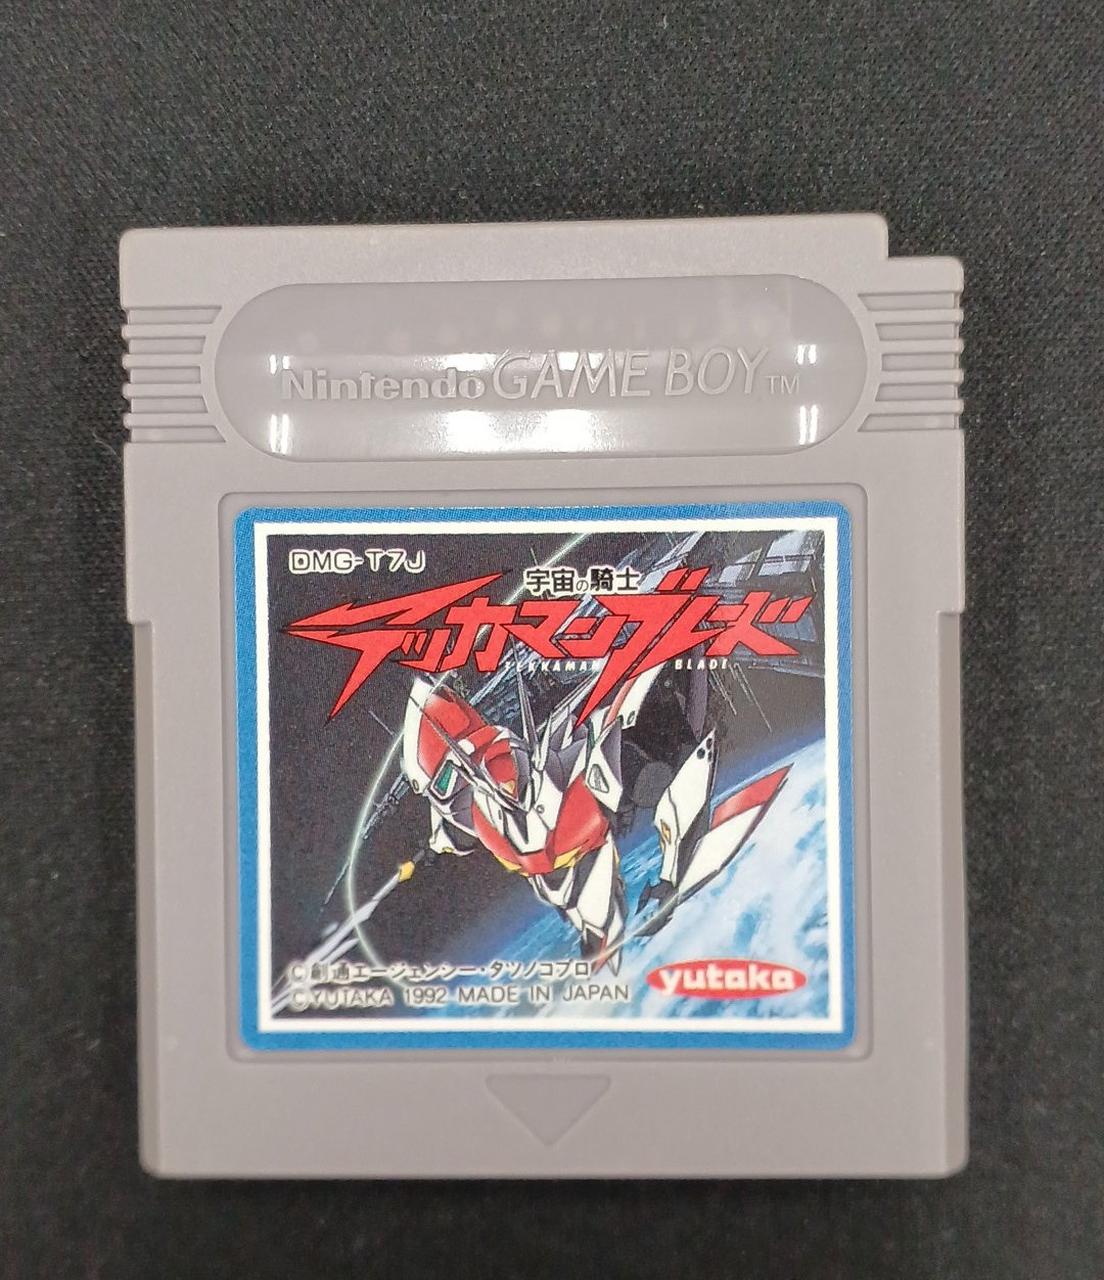 Nintendo GAME BOY TM
DMG-T7J
宇宙の騎士
テッカマンブレード
TEKKAMAN BLADE
©創通エージェンシー・タツノコプロ
©YUTAKA 1992 MADE IN JAPAN
yutaka